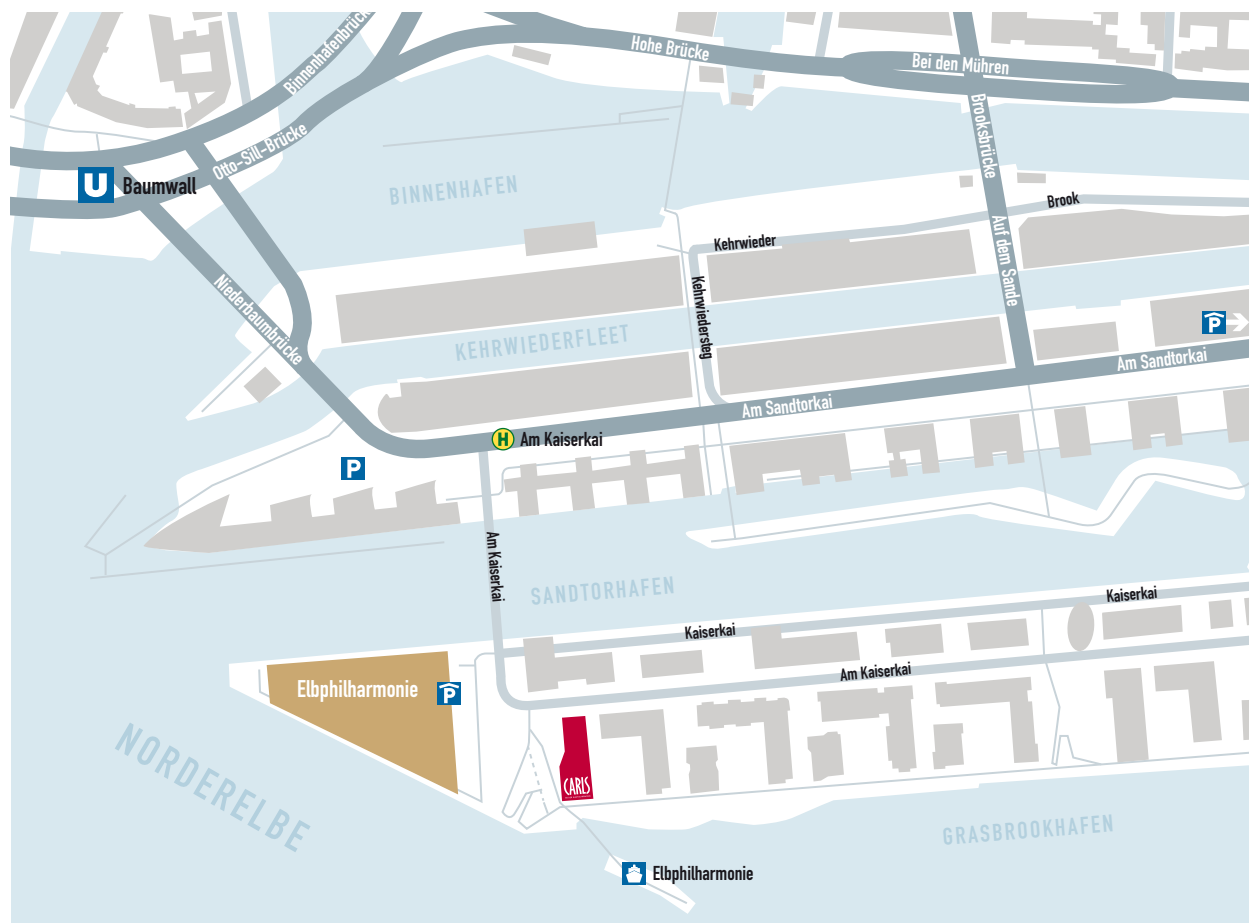 Binnenhafenbrücke
Hohe Brücke
Bei den Mühren
Otto-Sill-Brücke
Brooksbrücke
U
Baumwall
BINNENHAFEN
Brook
Kehrwieder
Auf dem Sande
Niederbaumbrücke
Kehrwiedersteg
P
KEHRWIEDERFLEET
Am Sandtorkai
Am Sandtorkai
H
Am Kaiserkai
P
Am Kaiserkai
SANDTORHAFEN
Kaiserkai
Kaiserkai
Am Kaiserkai
Elbphilharmonie
P
NORDERELBE
CARLS
GRASBROOKHAFEN
Elbphilharmonie